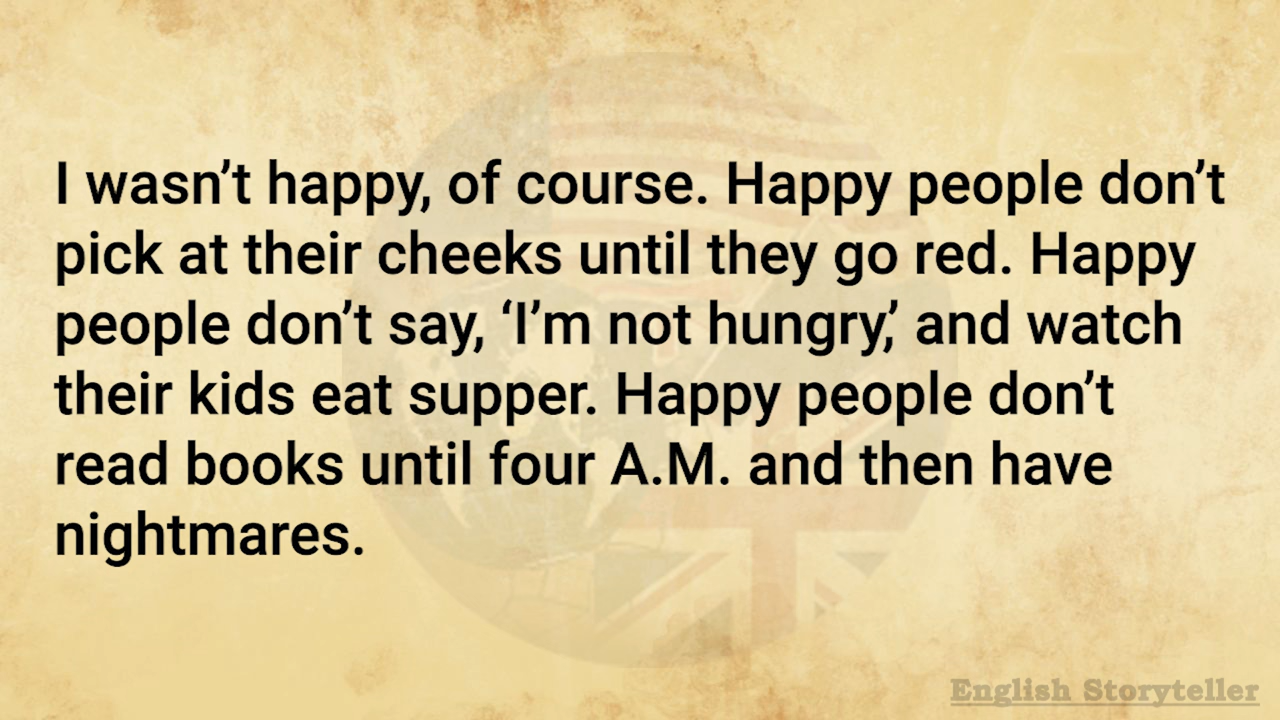 I wasn’t happy, of course. Happy people don’t
pick at their cheeks until they go red. Happy
people don’t say, ‘I’m not hungry,’ and watch
their kids eat supper. Happy people don’t
read books until four A.M. and then have
nightmares.
English Storyteller